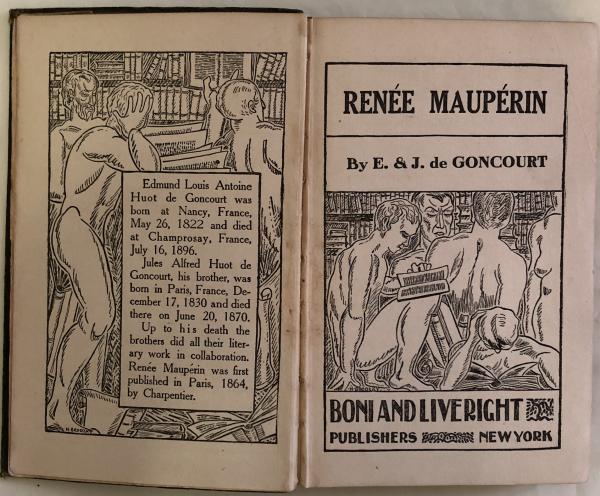 Edmund Louis Antoine
Huot de Goncourt was
born at Nancy, France,
May 26, 1822 and died
at Champrosay, France,
July 16, 1896.
Jules Alfred Huot de
Goncourt, his brother, was
born in Paris, France, De-
cember 17, 1830 and died
there on June 20, 1870.
Up to his death the
brothers did all their liter-
ary work in collaboration.
Renée Maupérin was first
published in Paris, 1864,
by Charpentier.
RENÉE MAUPÉRIN
By E. & J. de GONCOURT
BONI AND LIVERIGHT
PUBLISHERS NEW YORK